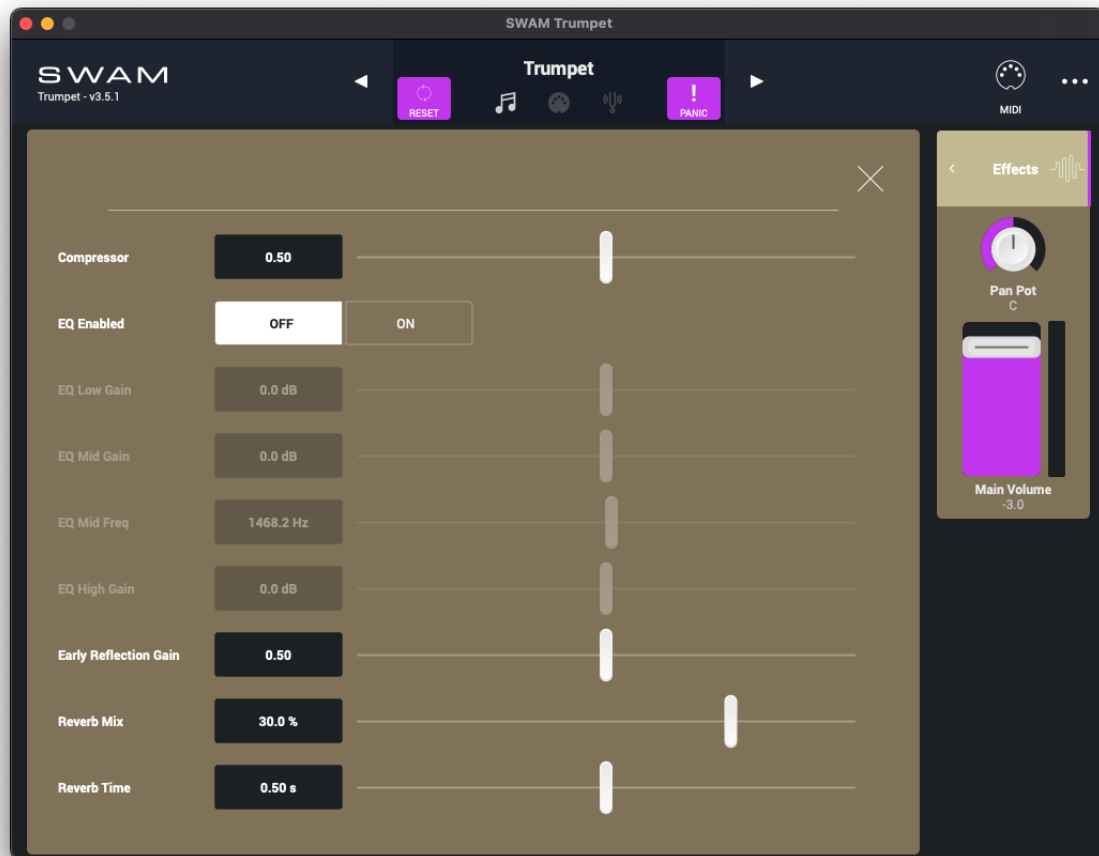 SWAM Trumpet
SWAM
Trumpet - v3.5.1
Trumpet
RESET
PANIC
MIDI
Effects
Pan Pot
C
Main Volume
-3.0
Compressor 0.50
EQ Enabled OFF ON
EQ Low Gain 0.0 dB
EQ Mid Gain 0.0 dB
EQ Mid Freq 1468.2 Hz
EQ High Gain 0.0 dB
Early Reflection Gain 0.50
Reverb Mix 30.0 %
Reverb Time 0.50 s